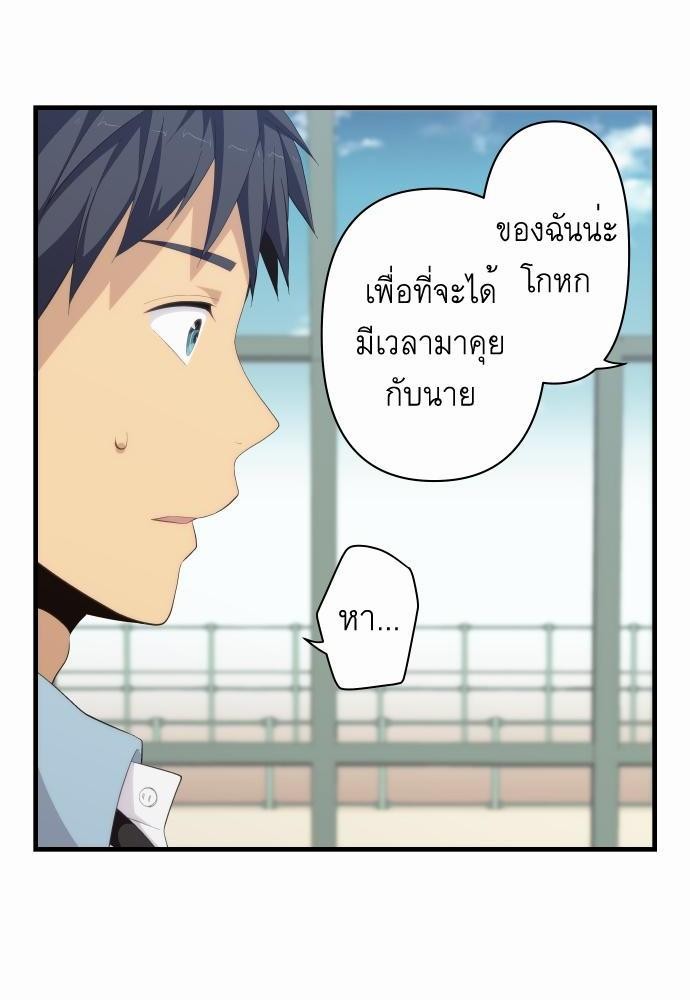 ของฉันน่ะ
โกหก
เพื่อที่จะได้
มีเวลามาคุย
กับนาย
หา...